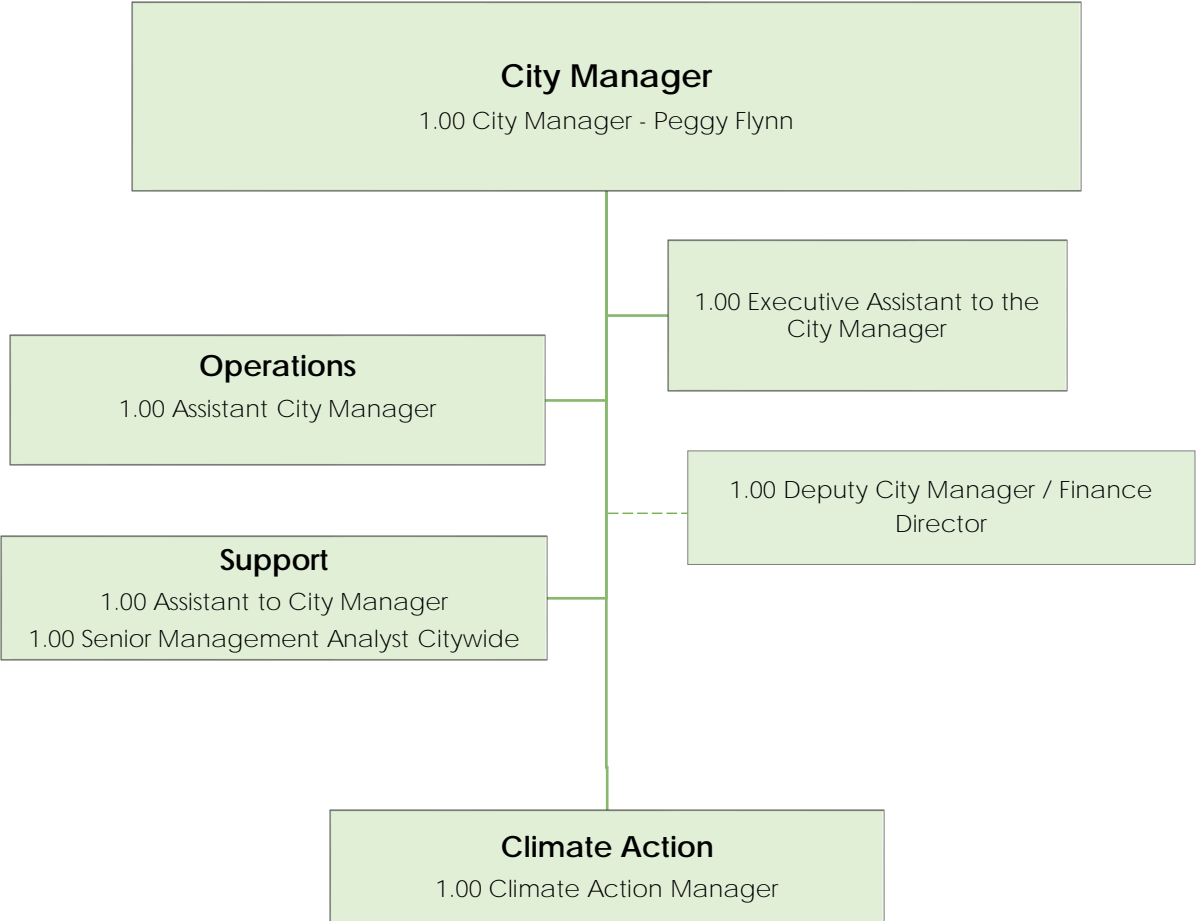 City Manager
1.00 City Manager - Peggy Flynn
1.00 Executive Assistant to the
City Manager
Operations
1.00 Assistant City Manager
1.00 Deputy City Manager / Finance
Director
Support
1.00 Assistant to City Manager
1.00 Senior Management Analyst Citywide
Climate Action
1.00 Climate Action Manager